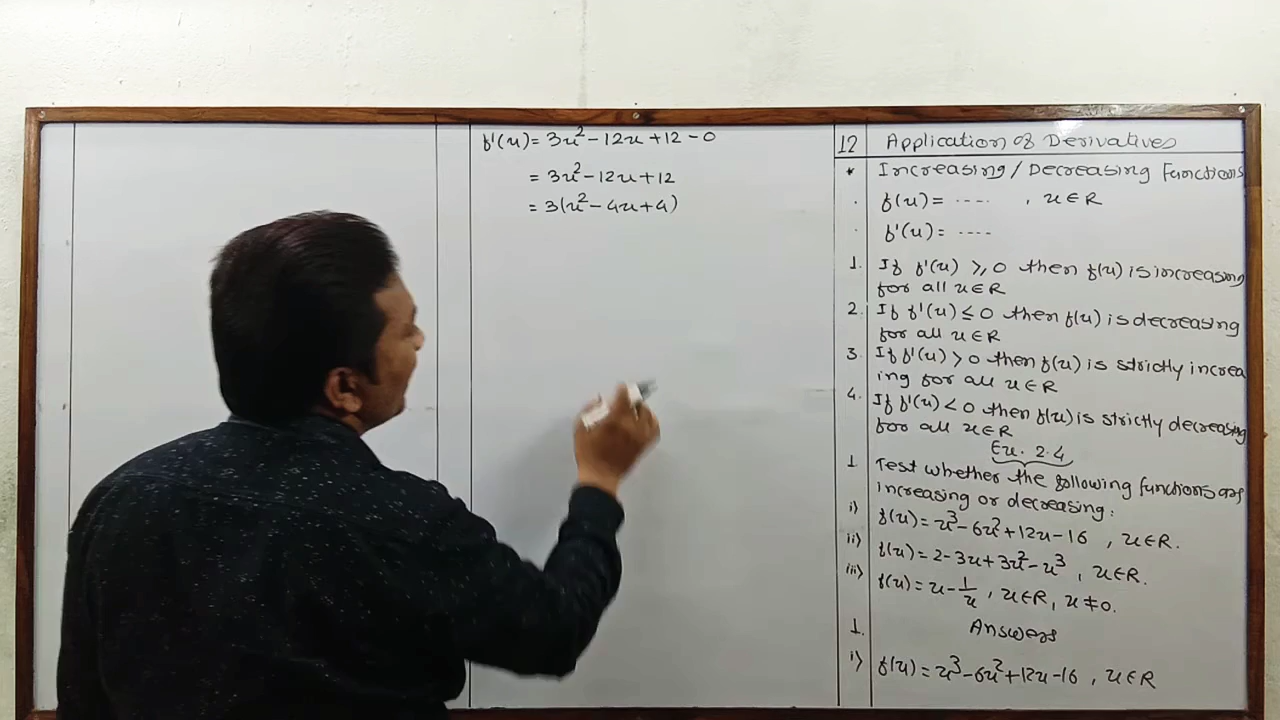 f'(x) = 3x² - 12x + 12 - 0
= 3x² - 12x + 12
= 3(x² - 4x + 4)
12 Application of Derivatives
* Increasing/Decreasing Functions
. f(x) = ..... , x∈R
. f'(x) = ....
1. If f'(x) ≥ 0 then f(x) is increasing
for all x∈R
2. If f'(x) ≤ 0 then f(x) is decreasing
for all x∈R
3. If f'(x) > 0 then f(x) is strictly increa
ing for all x∈R
4. If f'(x) < 0 then f(x) is strictly decreasing
for all x∈R
Ex. 2.4
1. Test whether the following functions are
increasing or decreasing:
i) f(x) = x³ - 6x² + 12x - 16 , x∈R.
ii) f(x) = 2 - 3x + 3x² - x³ , x∈R.
iii) f(x) = x - 1/x , x∈R, x ≠ 0.
1. Answers
i) f(x) = x³ - 6x² + 12x - 16 , x∈R